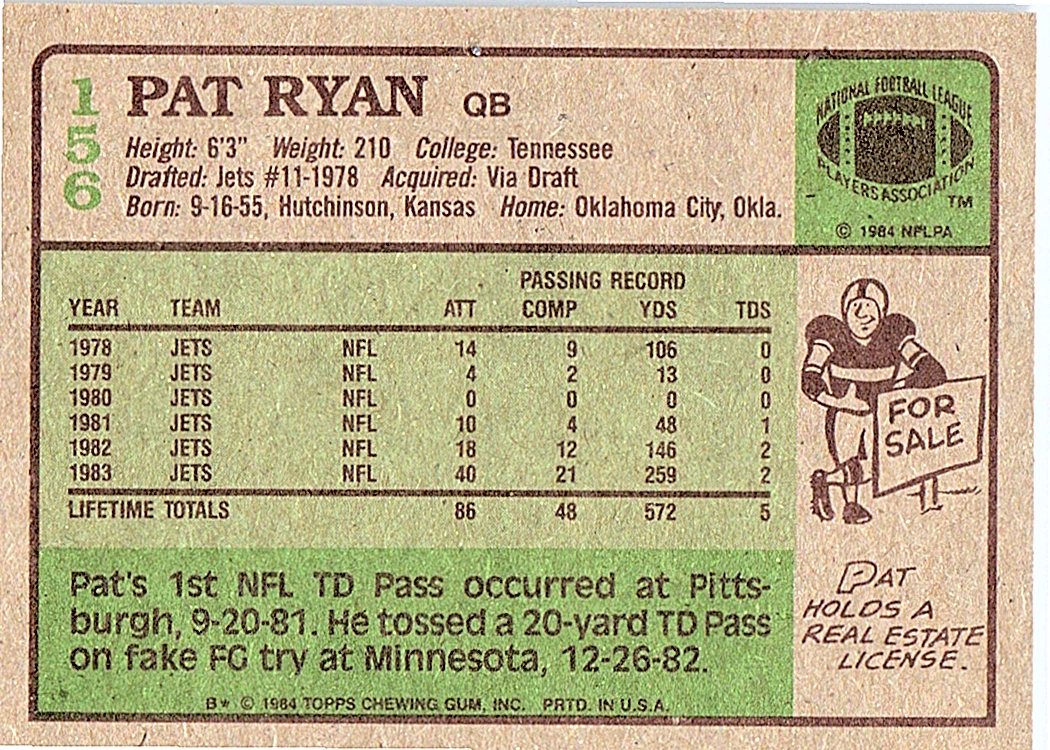 156
PAT RYAN QB
Height: 6'3" Weight: 210 College: Tennessee
Drafted: Jets #11-1978 Acquired: Via Draft
Born: 9-16-55, Hutchinson, Kansas Home: Oklahoma City, Okla.
NATIONAL FOOTBALL LEAGUE
PLAYERS ASSOCIATION
TM
© 1984 NFLPA
PASSING RECORD
YEAR TEAM ATT COMP YDS TDS
1978 JETS NFL 14 9 106 0
1979 JETS NFL 4 2 13 0
1980 JETS NFL 0 0 0 0
1981 JETS NFL 10 4 48 1
1982 JETS NFL 18 12 146 2
1983 JETS NFL 40 21 259 2
LIFETIME TOTALS 86 48 572 5
FOR
SALE
Pat's 1st NFL TD Pass occurred at Pitts-
burgh, 9-20-81. He tossed a 20-yard TD Pass
on fake FG try at Minnesota, 12-26-82.
PAT
HOLDS A
REAL ESTATE
LICENSE.
B* © 1984 TOPPS CHEWING GUM, INC. PRTD. IN U.S.A.